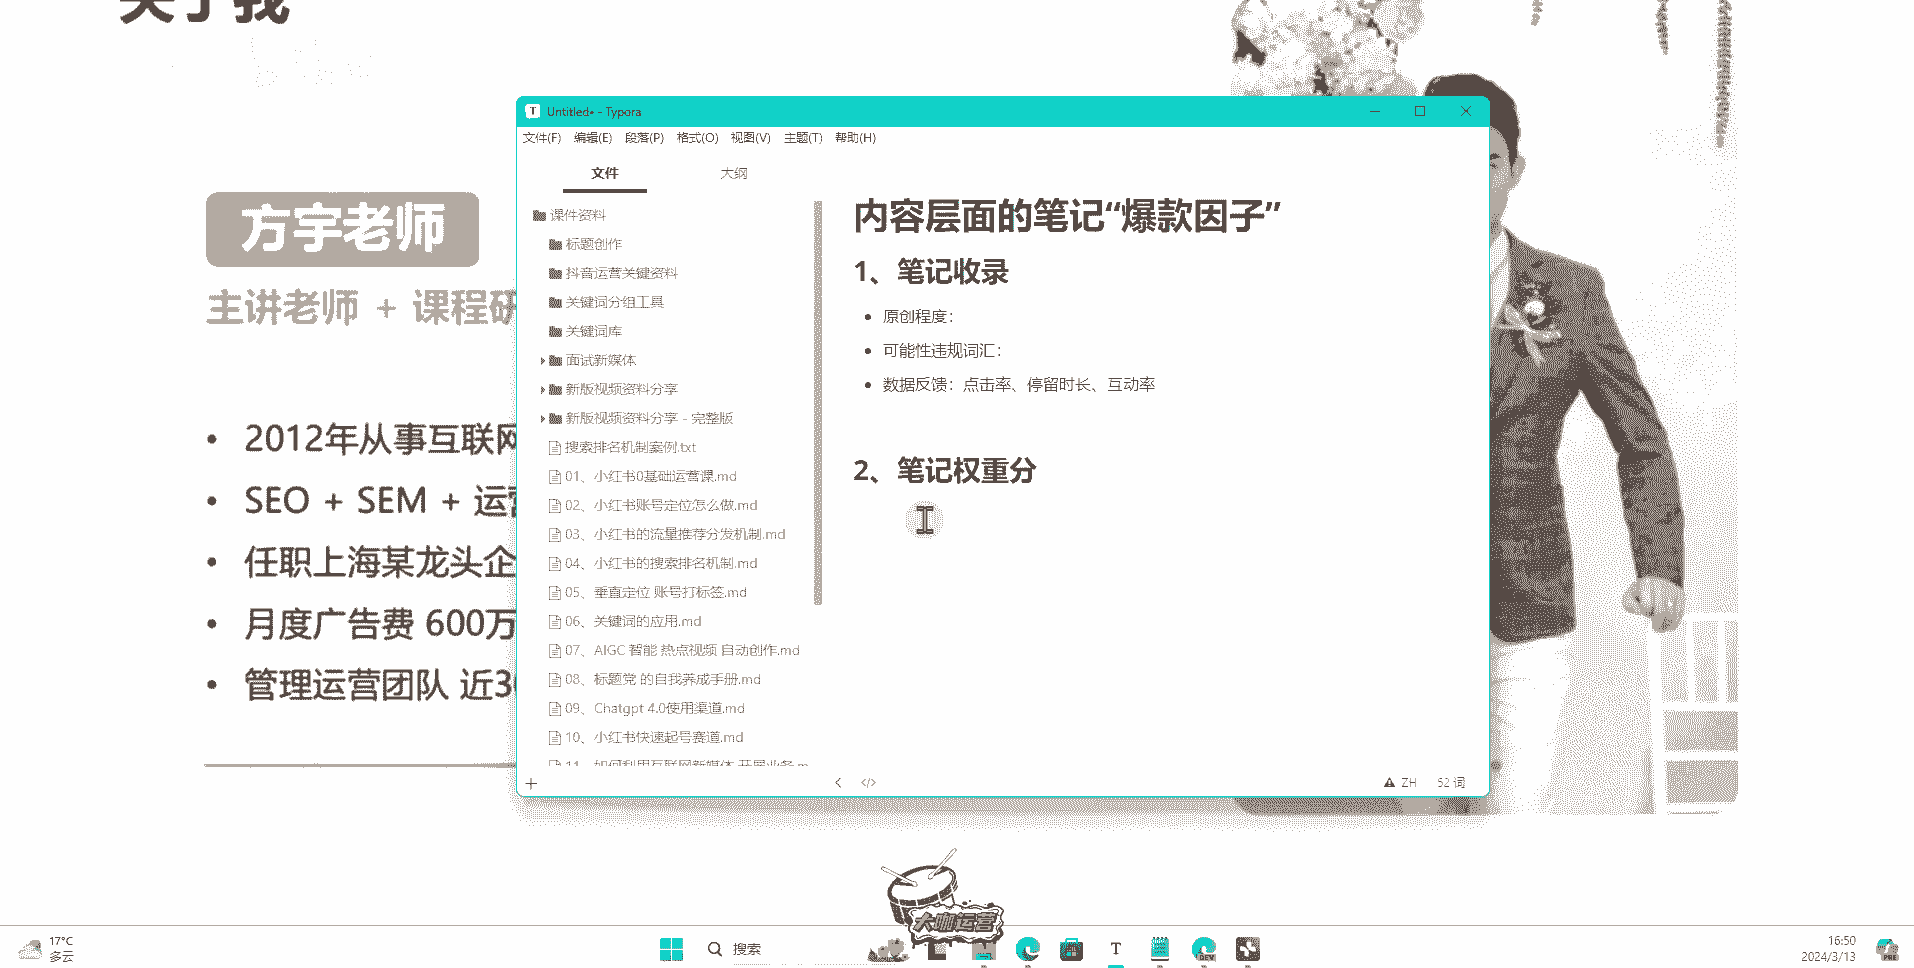 关于我
方宇老师
主讲老师 + 课程研
2012年从事互联网
SEO + SEM + 运营
任职上海某龙头企
月度广告费 600万
管理运营团队 近30
Untitled• - Typora
文件(F) 编辑(E) 段落(P) 格式(O) 视图(V) 主题(T) 帮助(H)
文件 大纲
课件资料
标题创作
抖音运营关键资料
关键词分组工具
关键词库
面试新媒体
新版视频资料分享
新版视频资料分享 - 完整版
搜索排名机制案例.txt
01、小红书0基础运营课.md
02、小红书账号定位怎么做.md
03、小红书的流量推荐分发机制.md
04、小红书的搜索排名机制.md
05、垂直定位 账号打标签.md
06、关键词的应用.md
07、AIGC 智能 热点视频 自动创作.md
08、标题党 的自我养成手册.md
09、Chatgpt 4.0使用渠道.md
10、小红书快速起号赛道.md
11、如何利用互联网新媒体 开展业务.m
内容层面的笔记“爆款因子”
1、笔记收录
原创程度：
可能性违规词汇：
数据反馈：点击率、停留时长、互动率
2、笔记权重分
ZH 52 词
大咖运营
17°C
多云
搜索
16:50
2024/3/13